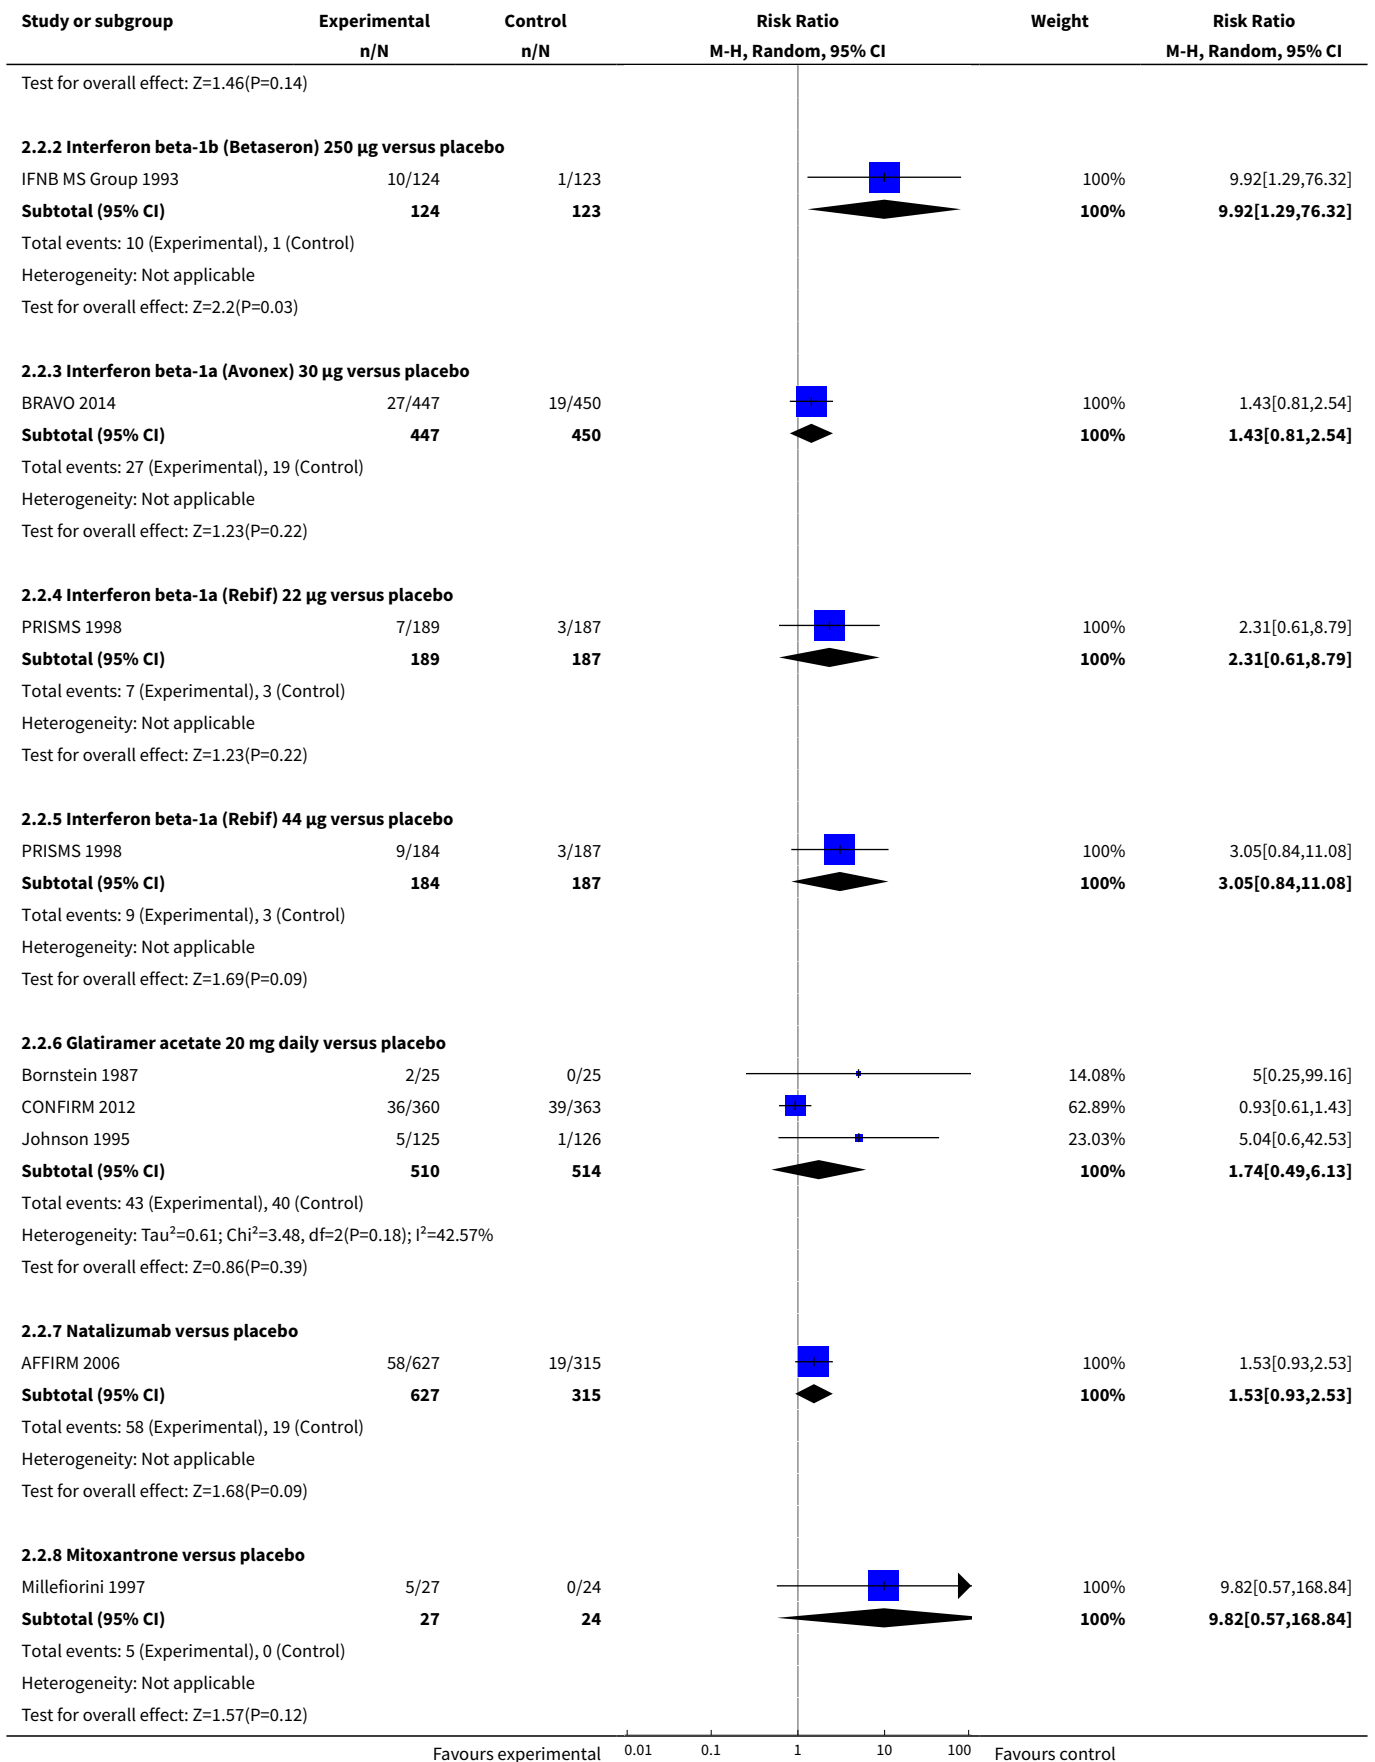 Study or subgroup Experimental Control Risk Ratio Weight Risk Ratio
n/N n/N M-H, Random, 95% CI M-H, Random, 95% CI
Test for overall effect: Z=1.46(P=0.14)
2.2.2 Interferon beta-1b (Betaseron) 250 µg versus placebo
IFNB MS Group 1993 10/124 1/123 100% 9.92[1.29,76.32]
Subtotal (95% CI) 124 123 100% 9.92[1.29,76.32]
Total events: 10 (Experimental), 1 (Control)
Heterogeneity: Not applicable
Test for overall effect: Z=2.2(P=0.03)
2.2.3 Interferon beta-1a (Avonex) 30 µg versus placebo
BRAVO 2014 27/447 19/450 100% 1.43[0.81,2.54]
Subtotal (95% CI) 447 450 100% 1.43[0.81,2.54]
Total events: 27 (Experimental), 19 (Control)
Heterogeneity: Not applicable
Test for overall effect: Z=1.23(P=0.22)
2.2.4 Interferon beta-1a (Rebif) 22 µg versus placebo
PRISMS 1998 7/189 3/187 100% 2.31[0.61,8.79]
Subtotal (95% CI) 189 187 100% 2.31[0.61,8.79]
Total events: 7 (Experimental), 3 (Control)
Heterogeneity: Not applicable
Test for overall effect: Z=1.23(P=0.22)
2.2.5 Interferon beta-1a (Rebif) 44 µg versus placebo
PRISMS 1998 9/184 3/187 100% 3.05[0.84,11.08]
Subtotal (95% CI) 184 187 100% 3.05[0.84,11.08]
Total events: 9 (Experimental), 3 (Control)
Heterogeneity: Not applicable
Test for overall effect: Z=1.69(P=0.09)
2.2.6 Glatiramer acetate 20 mg daily versus placebo
Bornstein 1987 2/25 0/25 14.08% 5[0.25,99.16]
CONFIRM 2012 36/360 39/363 62.89% 0.93[0.61,1.43]
Johnson 1995 5/125 1/126 23.03% 5.04[0.6,42.53]
Subtotal (95% CI) 510 514 100% 1.74[0.49,6.13]
Total events: 43 (Experimental), 40 (Control)
Heterogeneity: Tau²=0.61; Chi²=3.48, df=2(P=0.18); I²=42.57%
Test for overall effect: Z=0.86(P=0.39)
2.2.7 Natalizumab versus placebo
AFFIRM 2006 58/627 19/315 100% 1.53[0.93,2.53]
Subtotal (95% CI) 627 315 100% 1.53[0.93,2.53]
Total events: 58 (Experimental), 19 (Control)
Heterogeneity: Not applicable
Test for overall effect: Z=1.68(P=0.09)
2.2.8 Mitoxantrone versus placebo
Millefiorini 1997 5/27 0/24 100% 9.82[0.57,168.84]
Subtotal (95% CI) 27 24 100% 9.82[0.57,168.84]
Total events: 5 (Experimental), 0 (Control)
Heterogeneity: Not applicable
Test for overall effect: Z=1.57(P=0.12)
Favours experimental 0.01 0.1 1 10 100 Favours control